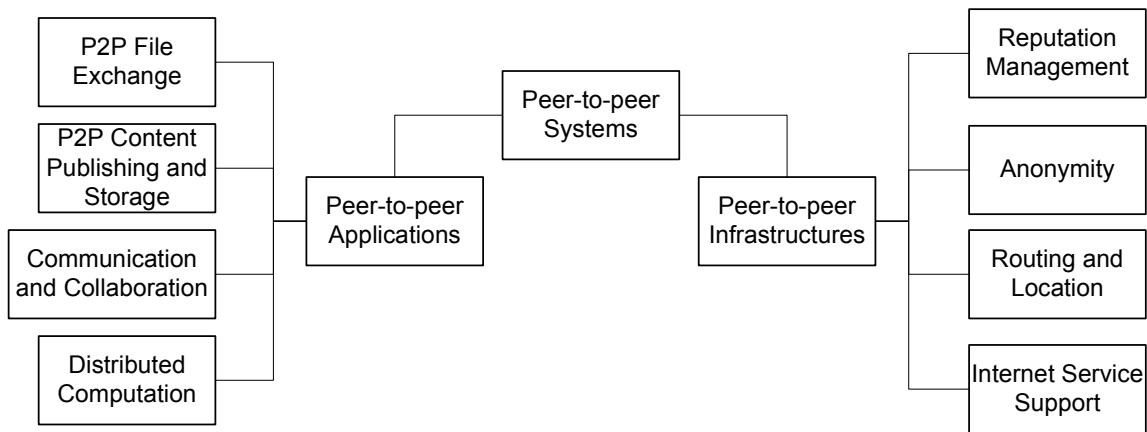 Peer-to-peer
Systems
Peer-to-peer
Applications
P2P File
Exchange
P2P Content
Publishing and
Storage
Communication
and Collaboration
Distributed
Computation
Peer-to-peer
Infrastructures
Reputation
Management
Anonymity
Routing and
Location
Internet Service
Support